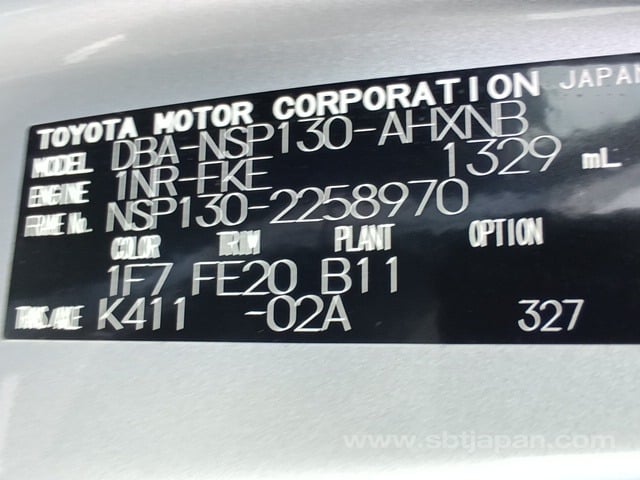 TOYOTA MOTOR CORPORATION JAPAN
MODEL DBA-NSP130-AHXNB
ENGINE 1NR-FKE 1329 mL
FRAME No. NSP130-2258970
COLOR TRIM PLANT OPTION
1F7 FE20 B11
TRANS/AXLE K411 -02A 327
www.sbtjapan.com